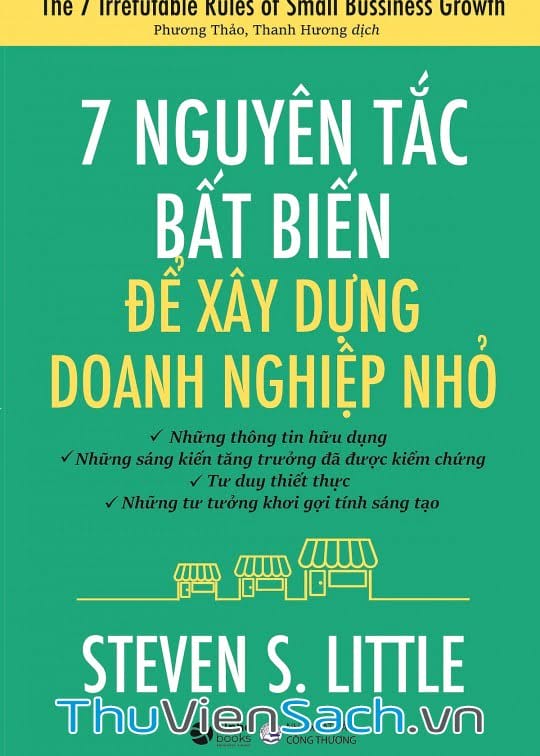 The 7 Irrefutable Rules of Small Bussiness Growth
Phương Thảo, Thanh Hương dịch
7 NGUYÊN TẮC
BẤT BIẾN
ĐỂ XÂY DỰNG
DOANH NGHIỆP NHỎ
✓ Những thông tin hữu dụng
✓ Những sáng kiến tăng trưởng đã được kiểm chứng
✓ Tư duy thiết thực
✓ Những tư tưởng khơi gợi tính sáng tạo
STEVEN S. LITTLE
ThuVienSach.vn
books
CÔNG THƯƠNG